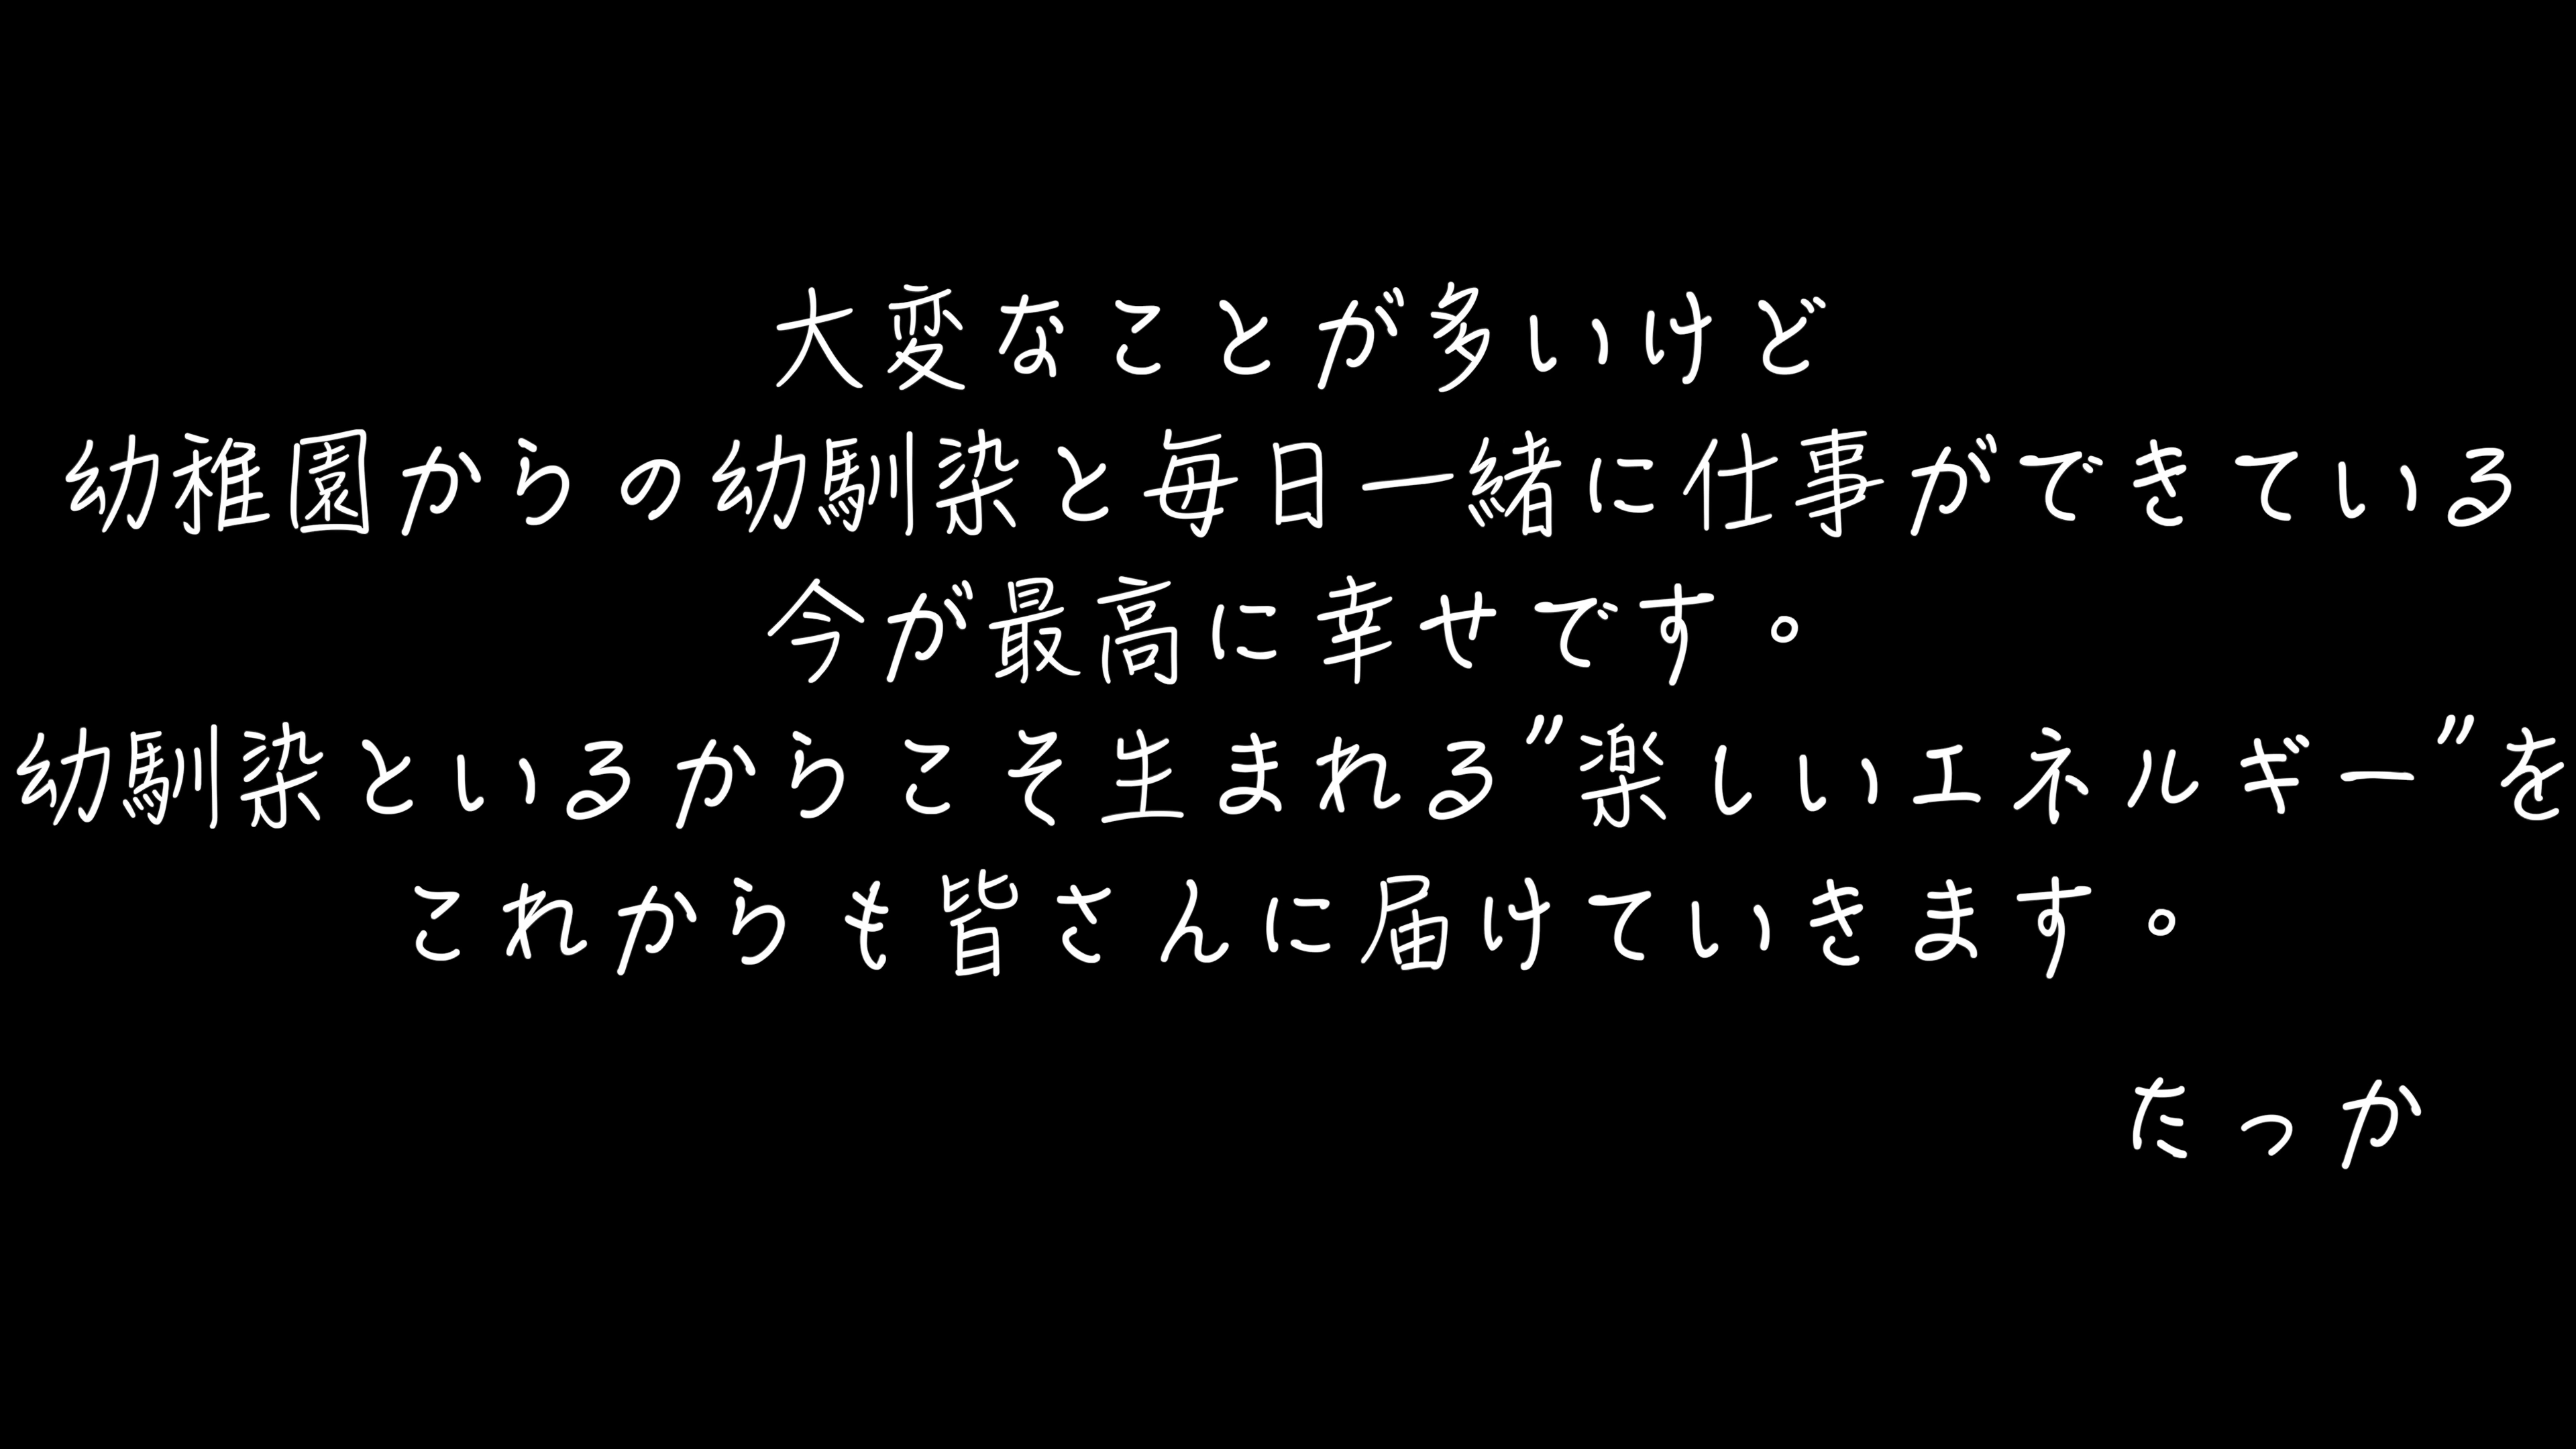 大変なことが多いけど
幼稚園からの幼馴染と毎日一緒に仕事ができている
今が最高に幸せです。
幼馴染といるからこそ生まれる"楽しいエネルギー"を
これからも皆さんに届けていきます。
たっか